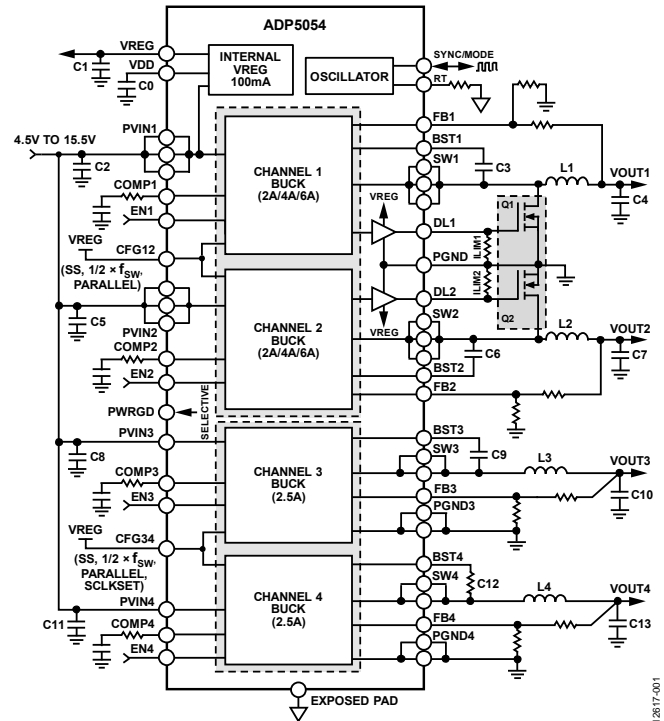 ADP5054
VREG
C1
VDD
C0
INTERNAL
VREG
100mA
OSCILLATOR
SYNC/MODE
RT
4.5V TO 15.5V
PVIN1
C2
COMP1
EN1
CHANNEL 1
BUCK
(2A/4A/6A)
FB1
BST1
SW1
C3
L1
VOUT1
C4
VREG
CFG12
(SS, 1/2 × fSW,
PARALLEL)
VREG
DL1
PGND
DL2
VREG
Q1
ILIM1
ILIM2
Q2
C5
PVIN2
COMP2
EN2
CHANNEL 2
BUCK
(2A/4A/6A)
SW2
L2
VOUT2
C6
C7
BST2
FB2
PWRGD
SELECTIVE
PVIN3
C8
COMP3
EN3
CHANNEL 3
BUCK
(2.5A)
BST3
SW3
C9
L3
VOUT3
FB3
C10
PGND3
VREG
CFG34
(SS, 1/2 × fSW,
PARALLEL,
SCLKSET)
PVIN4
C11
COMP4
EN4
CHANNEL 4
BUCK
(2.5A)
BST4
SW4
C12
L4
VOUT4
FB4
C13
PGND4
EXPOSED PAD
12617-001